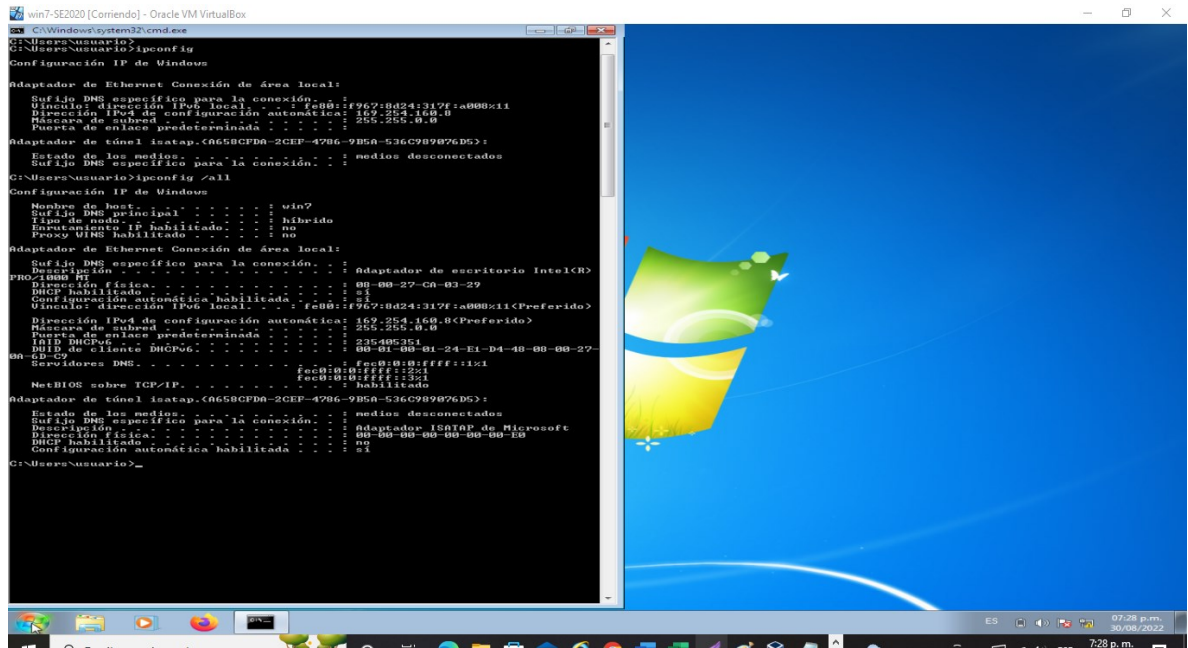 win7-SE2020 [Corriendo] - Oracle VM VirtualBox
C:\Windows\system32\cmd.exe
C:\Users\usuario>
C:\Users\usuario>ipconfig
Configuración IP de Windows
Adaptador de Ethernet Conexión de área local:
Sufijo DNS específico para la conexión. . :
Vínculo: dirección IPv6 local. . . : fe80::f967:8d24:317f:a008%11
Dirección IPv4 de configuración automática: 169.254.160.8
Máscara de subred . . . . . . . . . . . . : 255.255.0.0
Puerta de enlace predeterminada . . . . . :
Adaptador de túnel isatap.{A658CFDA-2CEF-4786-9B5A-536C989076D5}:
Estado de los medios. . . . . . . . . . . : medios desconectados
Sufijo DNS específico para la conexión. . :
C:\Users\usuario>ipconfig /all
Configuración IP de Windows
Nombre de host. . . . . . . . . : win7
Sufijo DNS principal . . . . . :
Tipo de nodo. . . . . . . . . . : híbrido
Enrutamiento IP habilitado. . . : no
Proxy WINS habilitado . . . . . : no
Adaptador de Ethernet Conexión de área local:
Sufijo DNS específico para la conexión. . :
Descripción . . . . . . . . . . . . . . . : Adaptador de escritorio Intel(R)
PRO/1000 MT
Dirección física. . . . . . . . . . . . . : 08-00-27-CA-03-29
DHCP habilitado . . . . . . . . . . . . . : sí
Configuración automática habilitada . . . : sí
Vínculo: dirección IPv6 local. . . : fe80::f967:8d24:317f:a008%11(Preferido)
Dirección IPv4 de configuración automática: 169.254.160.8(Preferido)
Máscara de subred . . . . . . . . . . . . : 255.255.0.0
Puerta de enlace predeterminada . . . . . :
IAID DHCPv6 . . . . . . . . . . . . . . . : 235405351
DUID de cliente DHCPv6. . . . . . . . . . : 00-01-00-01-24-E1-D4-48-08-00-27-
0A-6D-C9
Servidores DNS. . . . . . . . . . . . . . : fec0:0:0:ffff::1%1
fec0:0:0:ffff::2%1
fec0:0:0:ffff::3%1
NetBIOS sobre TCP/IP. . . . . . . . . . . : habilitado
Adaptador de túnel isatap.{A658CFDA-2CEF-4786-9B5A-536C989076D5}:
Estado de los medios. . . . . . . . . . . : medios desconectados
Sufijo DNS específico para la conexión. . :
Descripción . . . . . . . . . . . . . . . : Adaptador ISATAP de Microsoft
Dirección física. . . . . . . . . . . . . : 00-00-00-00-00-00-00-E0
DHCP habilitado . . . . . . . . . . . . . : no
Configuración automática habilitada . . . : sí
C:\Users\usuario>_
ES
07:28 p.m.
30/08/2022
7:28 p. m.